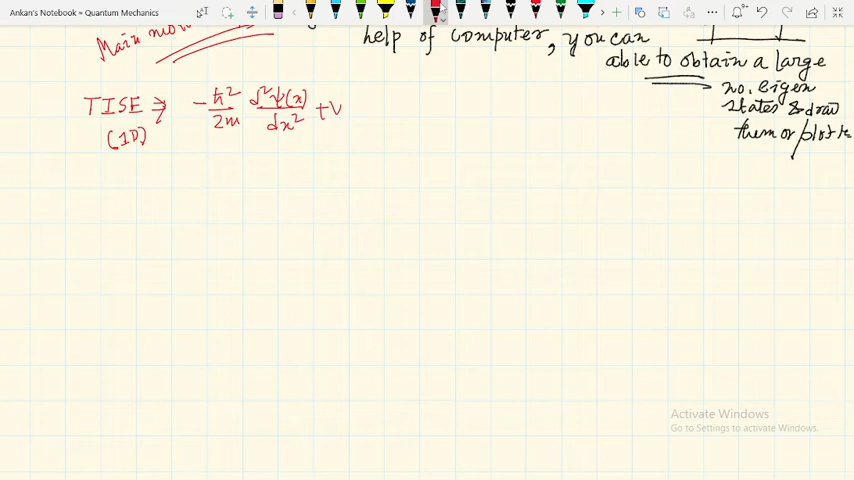 Ankan's Notebook » Quantum Mechanics
Main
help of computer, you can
able to obtain a large
no. eigen
states & draw
them or / plot
TISE → -ħ²/2m d²ψ(x)/dx² + V
(1D)
Activate Windows
Go to Settings to activate Windows.